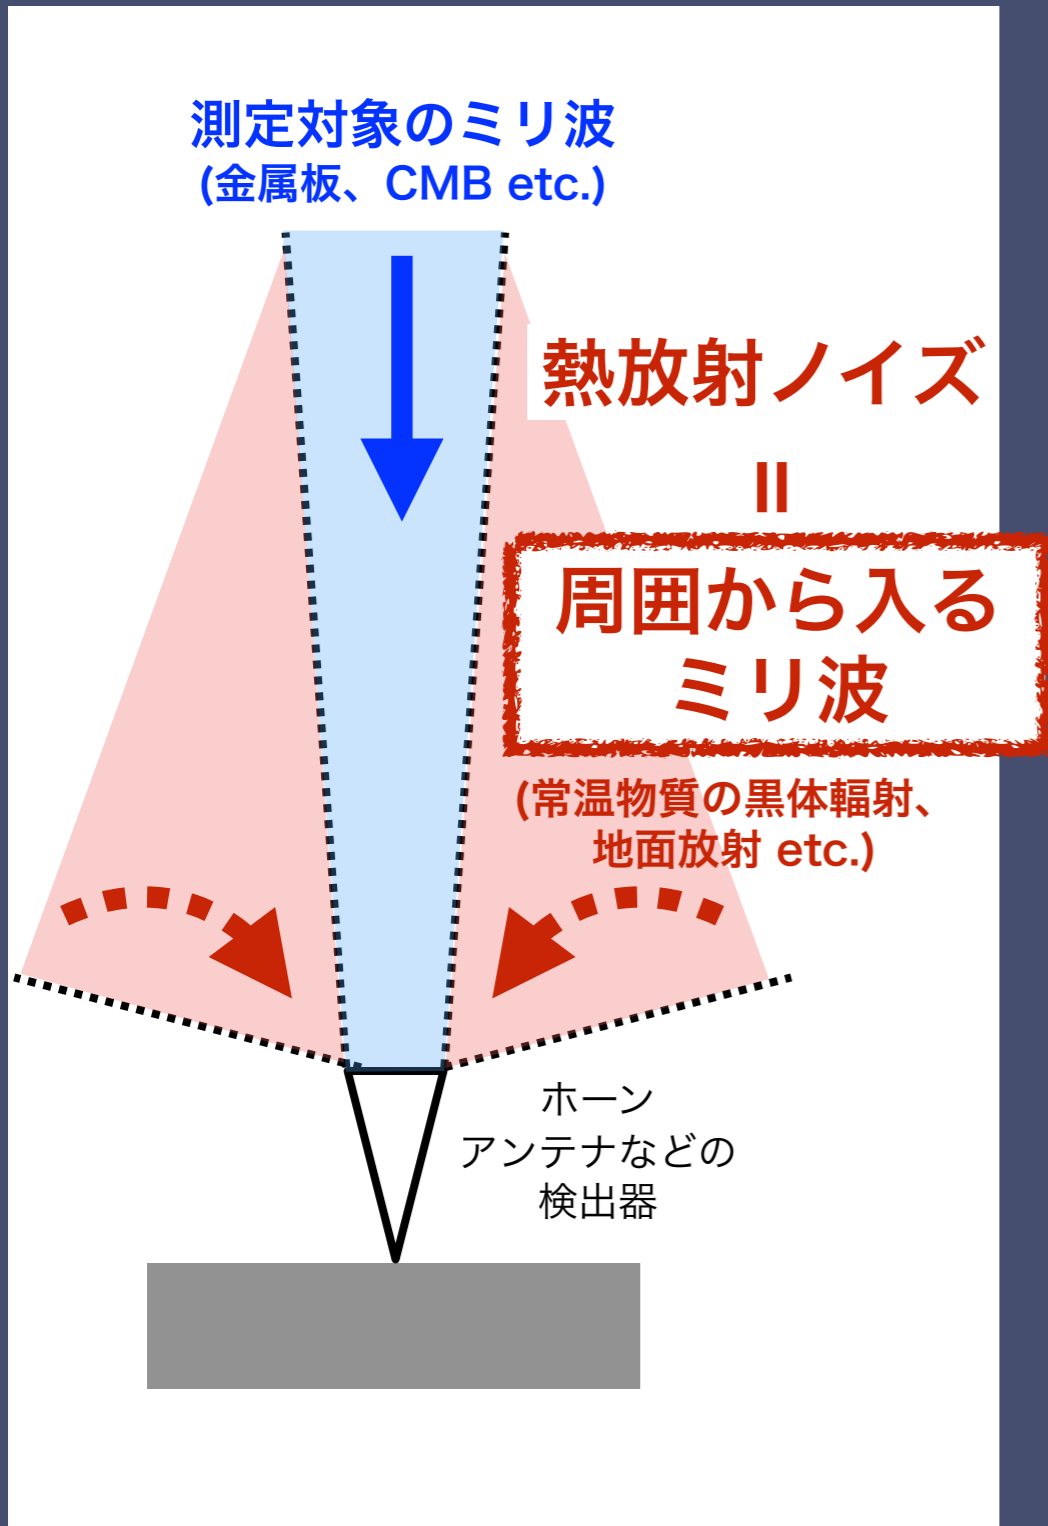 測定対象のミリ波
(金属板、CMB etc.)
熱放射ノイズ
=
周囲から入る
ミリ波
(常温物質の黒体輻射、
地面放射 etc.)
ホーン
アンテナなどの
検出器